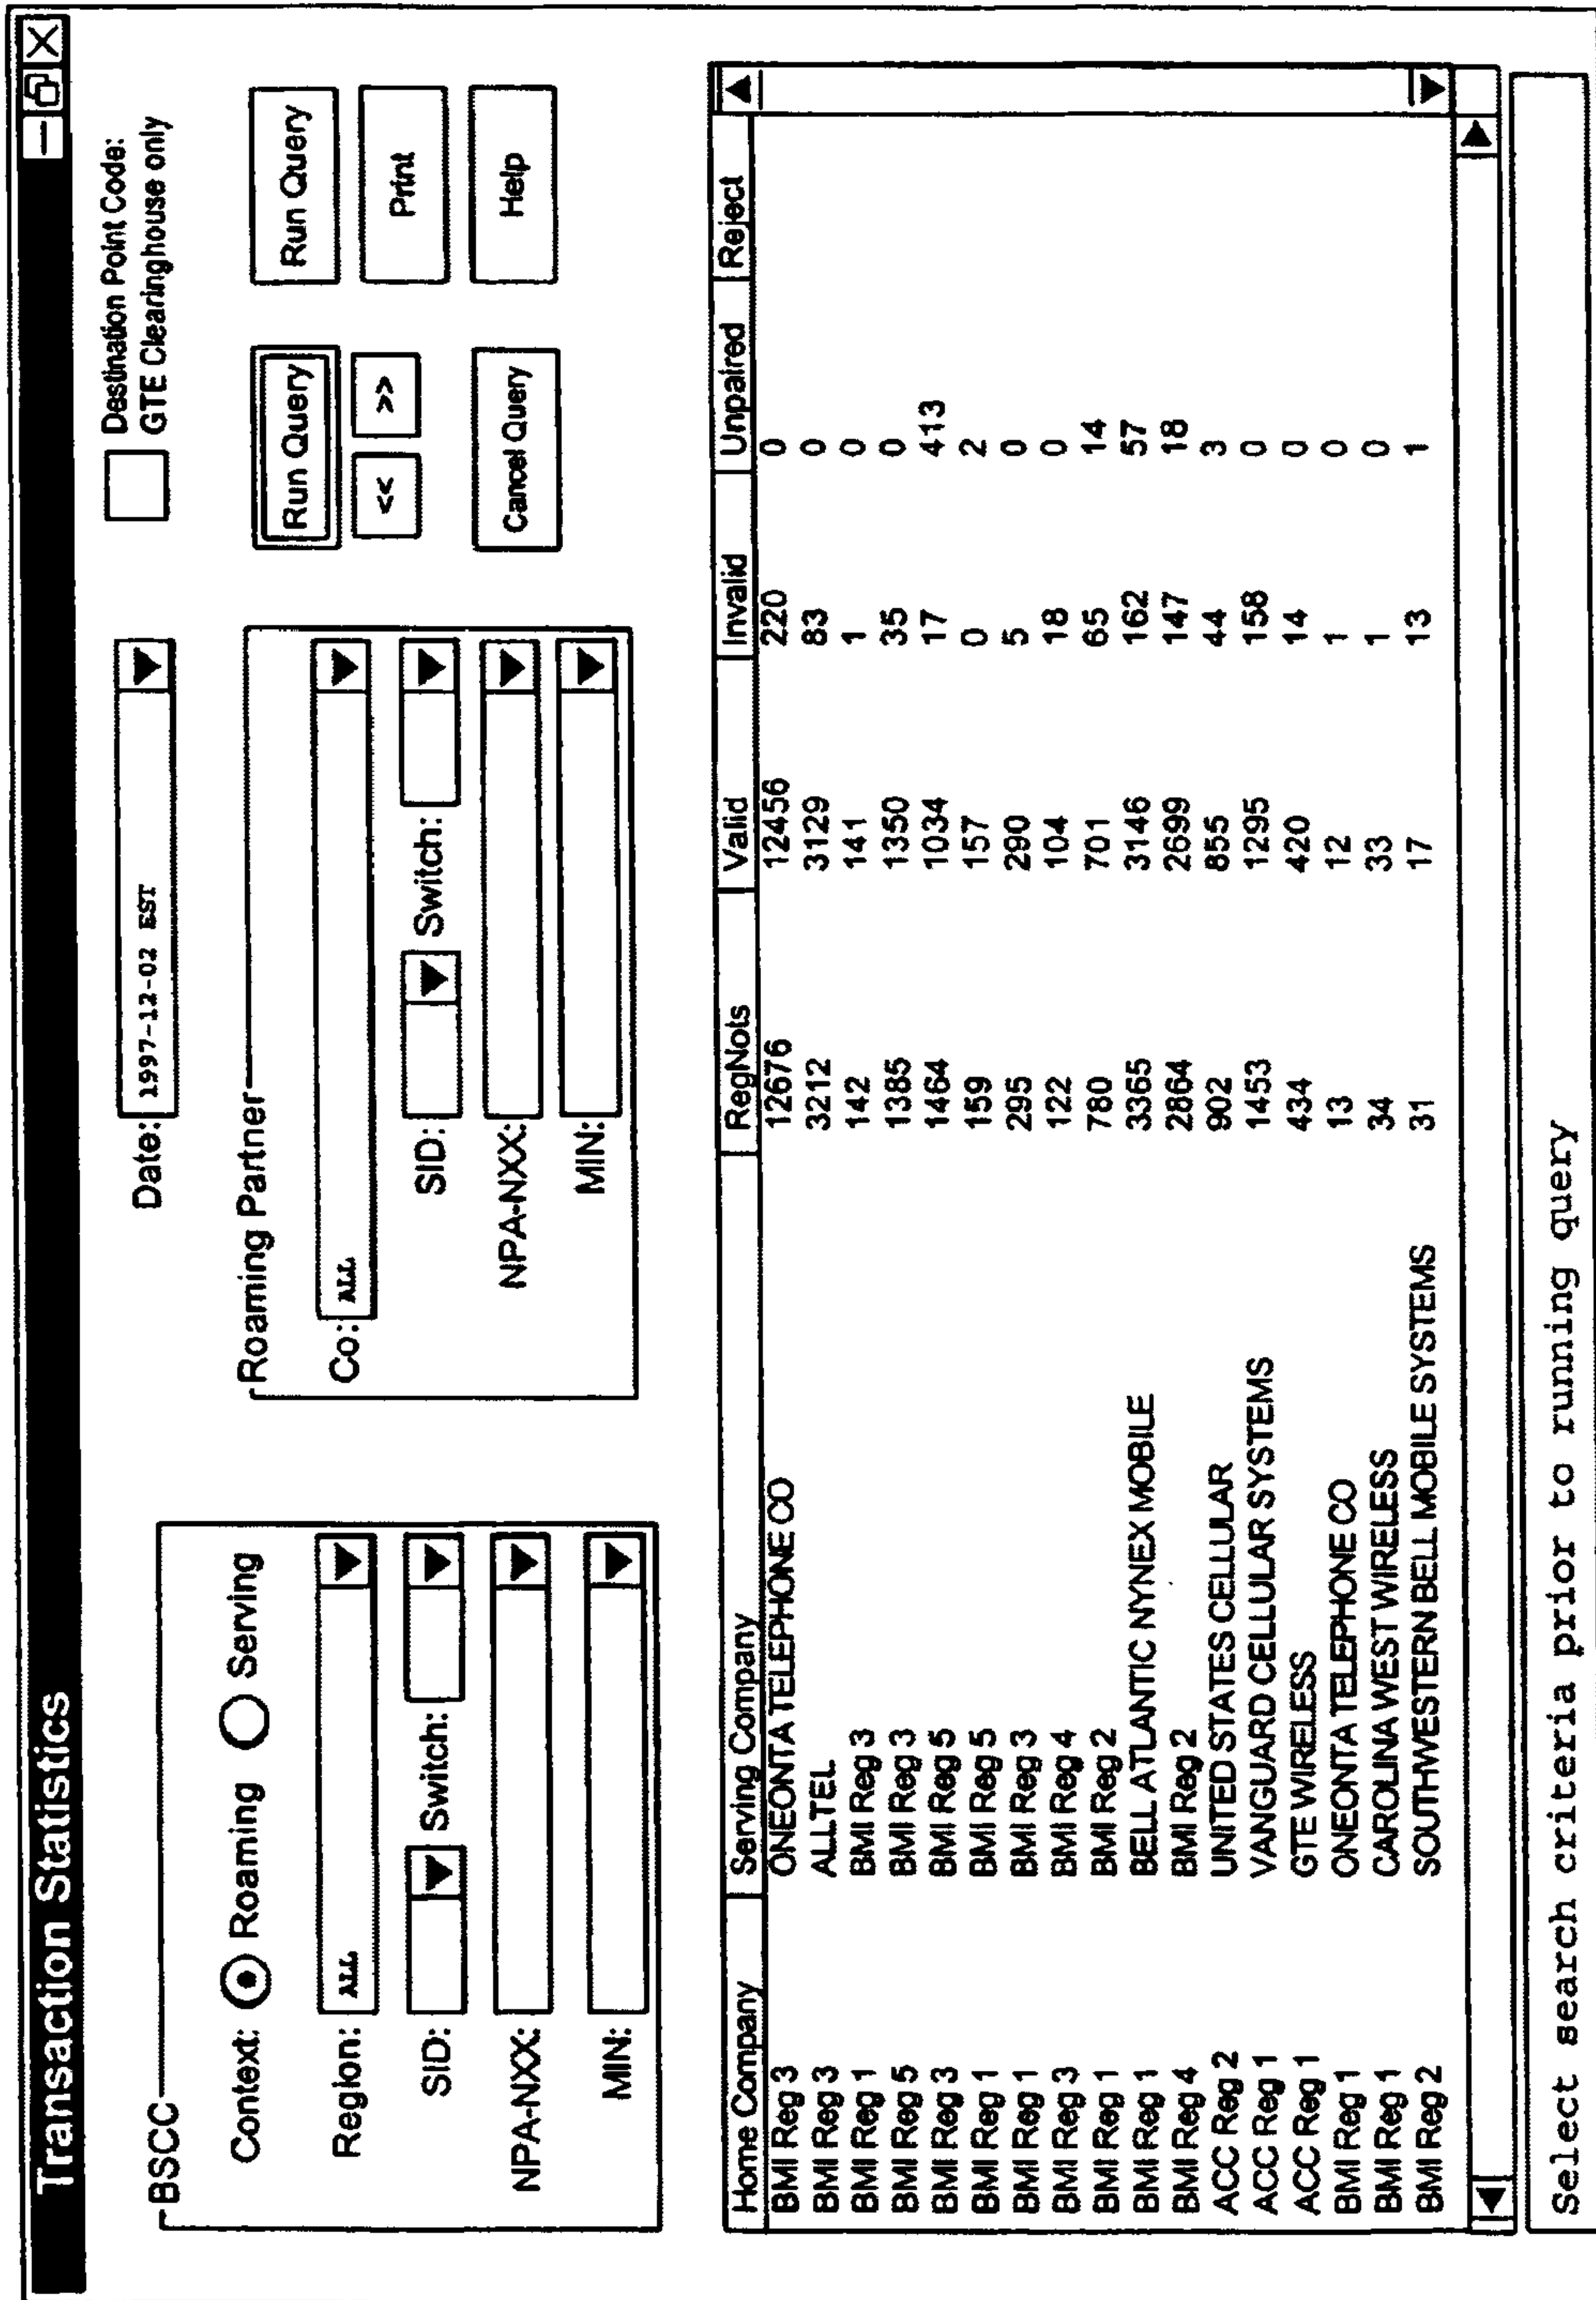 Transaction Statistics
BSCC
Context: Roaming Serving
Region: ALL
SID: Switch:
NPA-NXX:
MIN:
Date: 1997-12-02 EST
Roaming Partner
Co: ALL
SID: Switch:
NPA-NXX:
MIN:
Destination Point Code:
GTE Clearinghouse only
Run Query Run Query
<< >> Print
Cancel Query Help
Home Company Serving Company RegNots Valid Invalid Unpaired Reject
BMI Reg 3 ONEONTA TELEPHONE CO 12676 12456 220 0
BMI Reg 3 ALLTEL 3212 3129 83 0
BMI Reg 1 BMI Reg 3 142 141 1 0
BMI Reg 5 BMI Reg 3 1385 1350 35 0
BMI Reg 3 BMI Reg 5 1464 1034 17 413
BMI Reg 1 BMI Reg 5 159 157 0 2
BMI Reg 1 BMI Reg 3 295 290 5 0
BMI Reg 3 BMI Reg 4 122 104 18 0
BMI Reg 1 BMI Reg 2 780 701 65 14
BMI Reg 1 BELL ATLANTIC NYNEX MOBILE 3365 3146 162 57
BMI Reg 4 BMI Reg 2 2864 2699 147 18
ACC Reg 2 UNITED STATES CELLULAR 902 855 44 3
ACC Reg 1 VANGUARD CELLULAR SYSTEMS 1453 1295 158 0
ACC Reg 1 GTE WIRELESS 434 420 14 0
BMI Reg 1 ONEONTA TELEPHONE CO 13 12 1 0
BMI Reg 1 CAROLINA WEST WIRELESS 34 33 1 0
BMI Reg 2 SOUTHWESTERN BELL MOBILE SYSTEMS 31 17 13 1
Select search criteria prior to running query